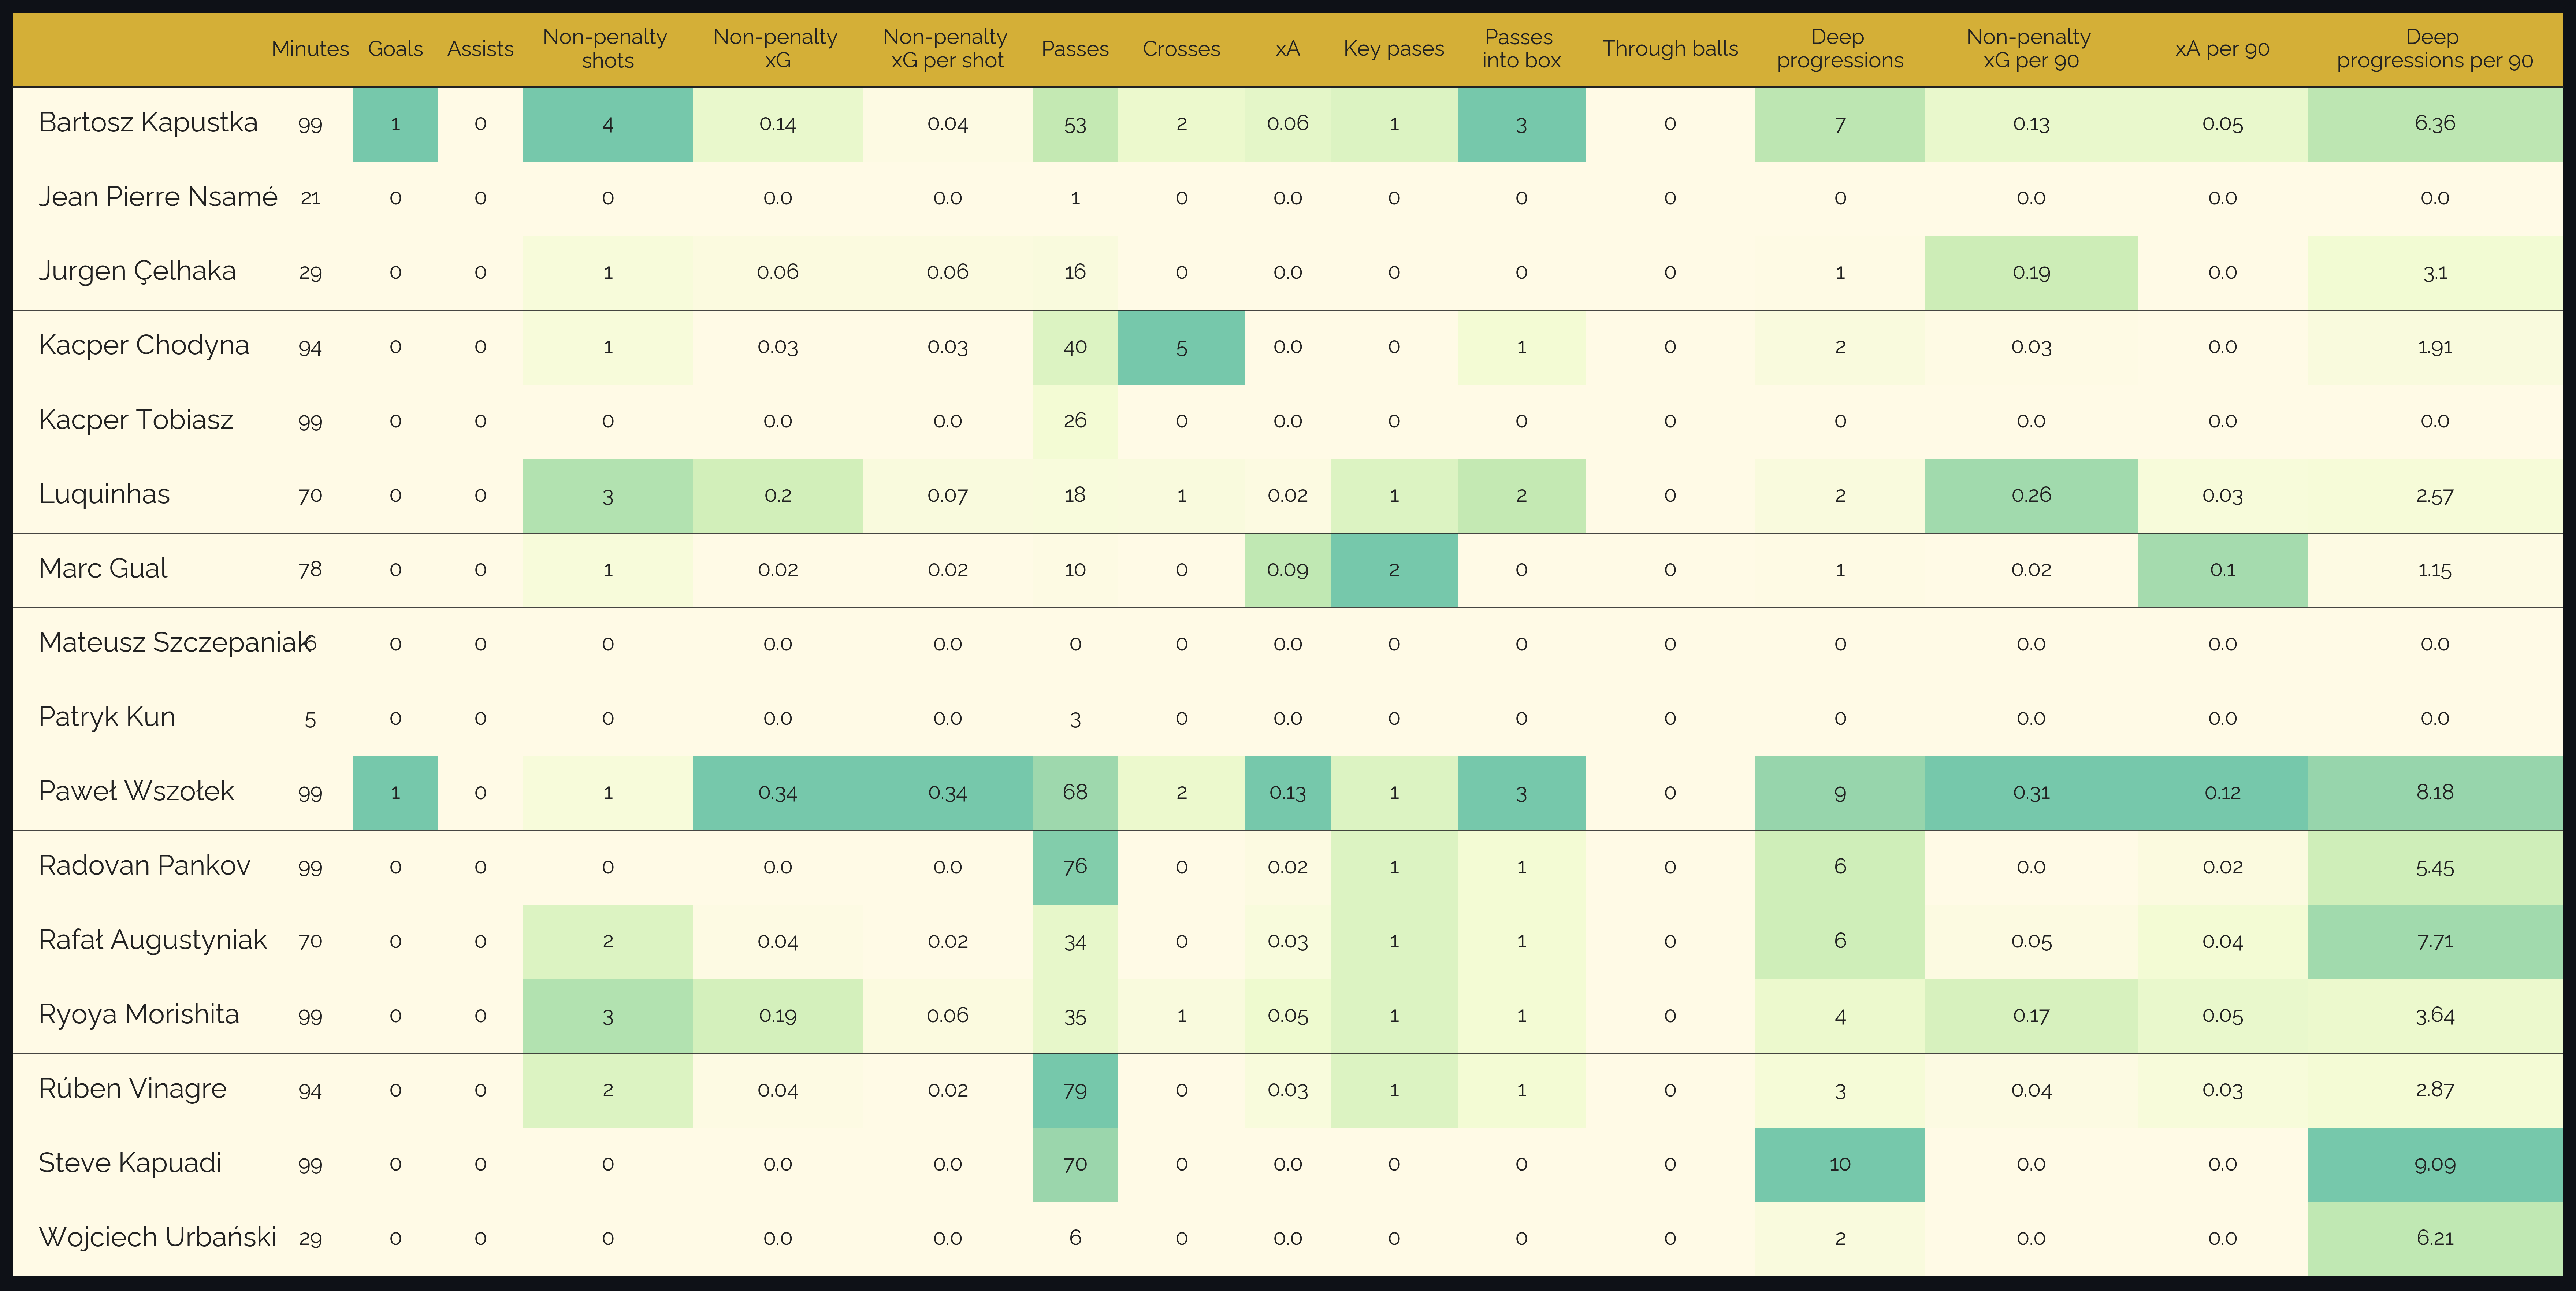 Minutes Goals Assists Non-penalty shots Non-penalty xG Non-penalty xG per shot Passes Crosses xA Key pases Passes into box Through balls Deep progressions Non-penalty xG per 90 xA per 90 Deep progressions per 90
Bartosz Kapustka 99 1 0 4 0.14 0.04 53 2 0.06 1 3 0 7 0.13 0.05 6.36
Jean Pierre Nsamé 21 0 0 0 0.0 0.0 1 0 0.0 0 0 0 0 0.0 0.0 0.0
Jurgen Çelhaka 29 0 0 1 0.06 0.06 16 0 0.0 0 0 0 1 0.19 0.0 3.1
Kacper Chodyna 94 0 0 1 0.03 0.03 40 5 0.0 0 1 0 2 0.03 0.0 1.91
Kacper Tobiasz 99 0 0 0 0.0 0.0 26 0 0.0 0 0 0 0 0.0 0.0 0.0
Luquinhas 70 0 0 3 0.2 0.07 18 1 0.02 1 2 0 2 0.26 0.03 2.57
Marc Gual 78 0 0 1 0.02 0.02 10 0 0.09 2 0 0 1 0.02 0.1 1.15
Mateusz Szczepaniak 6 0 0 0 0.0 0.0 0 0 0.0 0 0 0 0 0.0 0.0 0.0
Patryk Kun 5 0 0 0 0.0 0.0 3 0 0.0 0 0 0 0 0.0 0.0 0.0
Paweł Wszołek 99 1 0 1 0.34 0.34 68 2 0.13 1 3 0 9 0.31 0.12 8.18
Radovan Pankov 99 0 0 0 0.0 0.0 76 0 0.02 1 1 0 6 0.0 0.02 5.45
Rafał Augustyniak 70 0 0 2 0.04 0.02 34 0 0.03 1 1 0 6 0.05 0.04 7.71
Ryoya Morishita 99 0 0 3 0.19 0.06 35 1 0.05 1 1 0 4 0.17 0.05 3.64
Rúben Vinagre 94 0 0 2 0.04 0.02 79 0 0.03 1 1 0 3 0.04 0.03 2.87
Steve Kapuadi 99 0 0 0 0.0 0.0 70 0 0.0 0 0 0 10 0.0 0.0 9.09
Wojciech Urbański 29 0 0 0 0.0 0.0 6 0 0.0 0 0 0 2 0.0 0.0 6.21